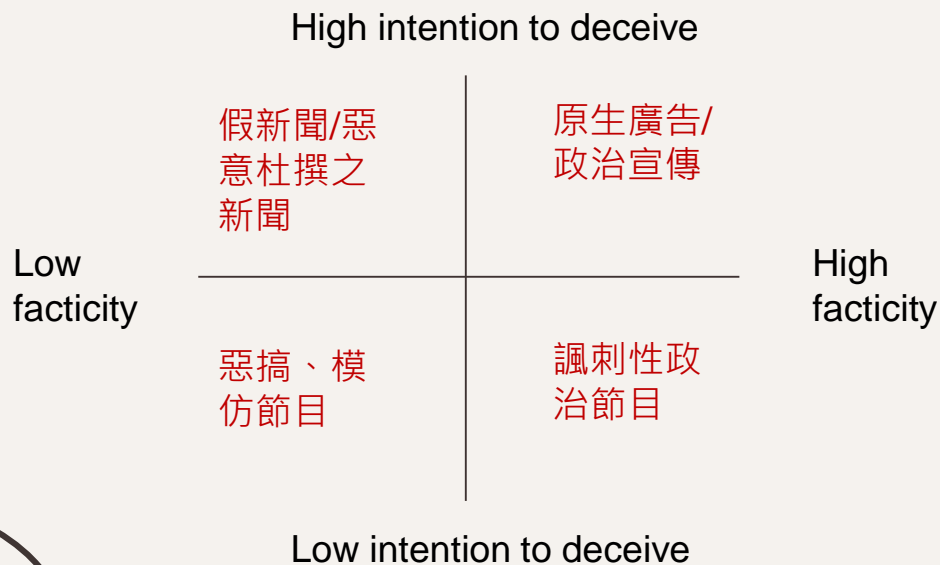 High intention to deceive
假新聞/惡
意杜撰之
新聞
原生廣告/
政治宣傳
Low
facticity
High
facticity
惡搞、模
仿節目
諷刺性政
治節目
Low intention to deceive